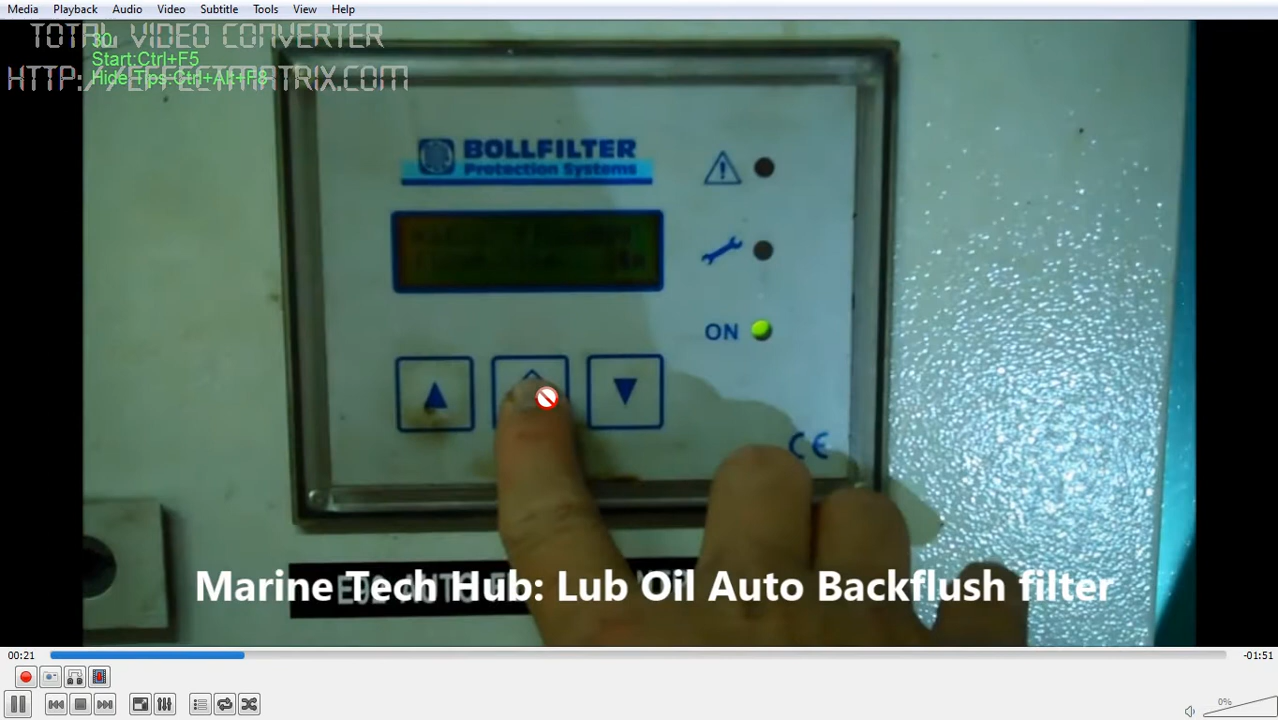 Media Playback Audio Video Subtitle Tools View Help
TOTAL VIDEO CONVERTER
30
Start:Ctrl+F5
HTTP://EFFECTMATRIX.COM
Hide Tips:Ctrl+Alt+F8
BOLLFILTER
Protection Systems
ON
CE
Marine Tech Hub: Lub Oil Auto Backflush filter
E02 AUTO
00:21
-01:51
0%